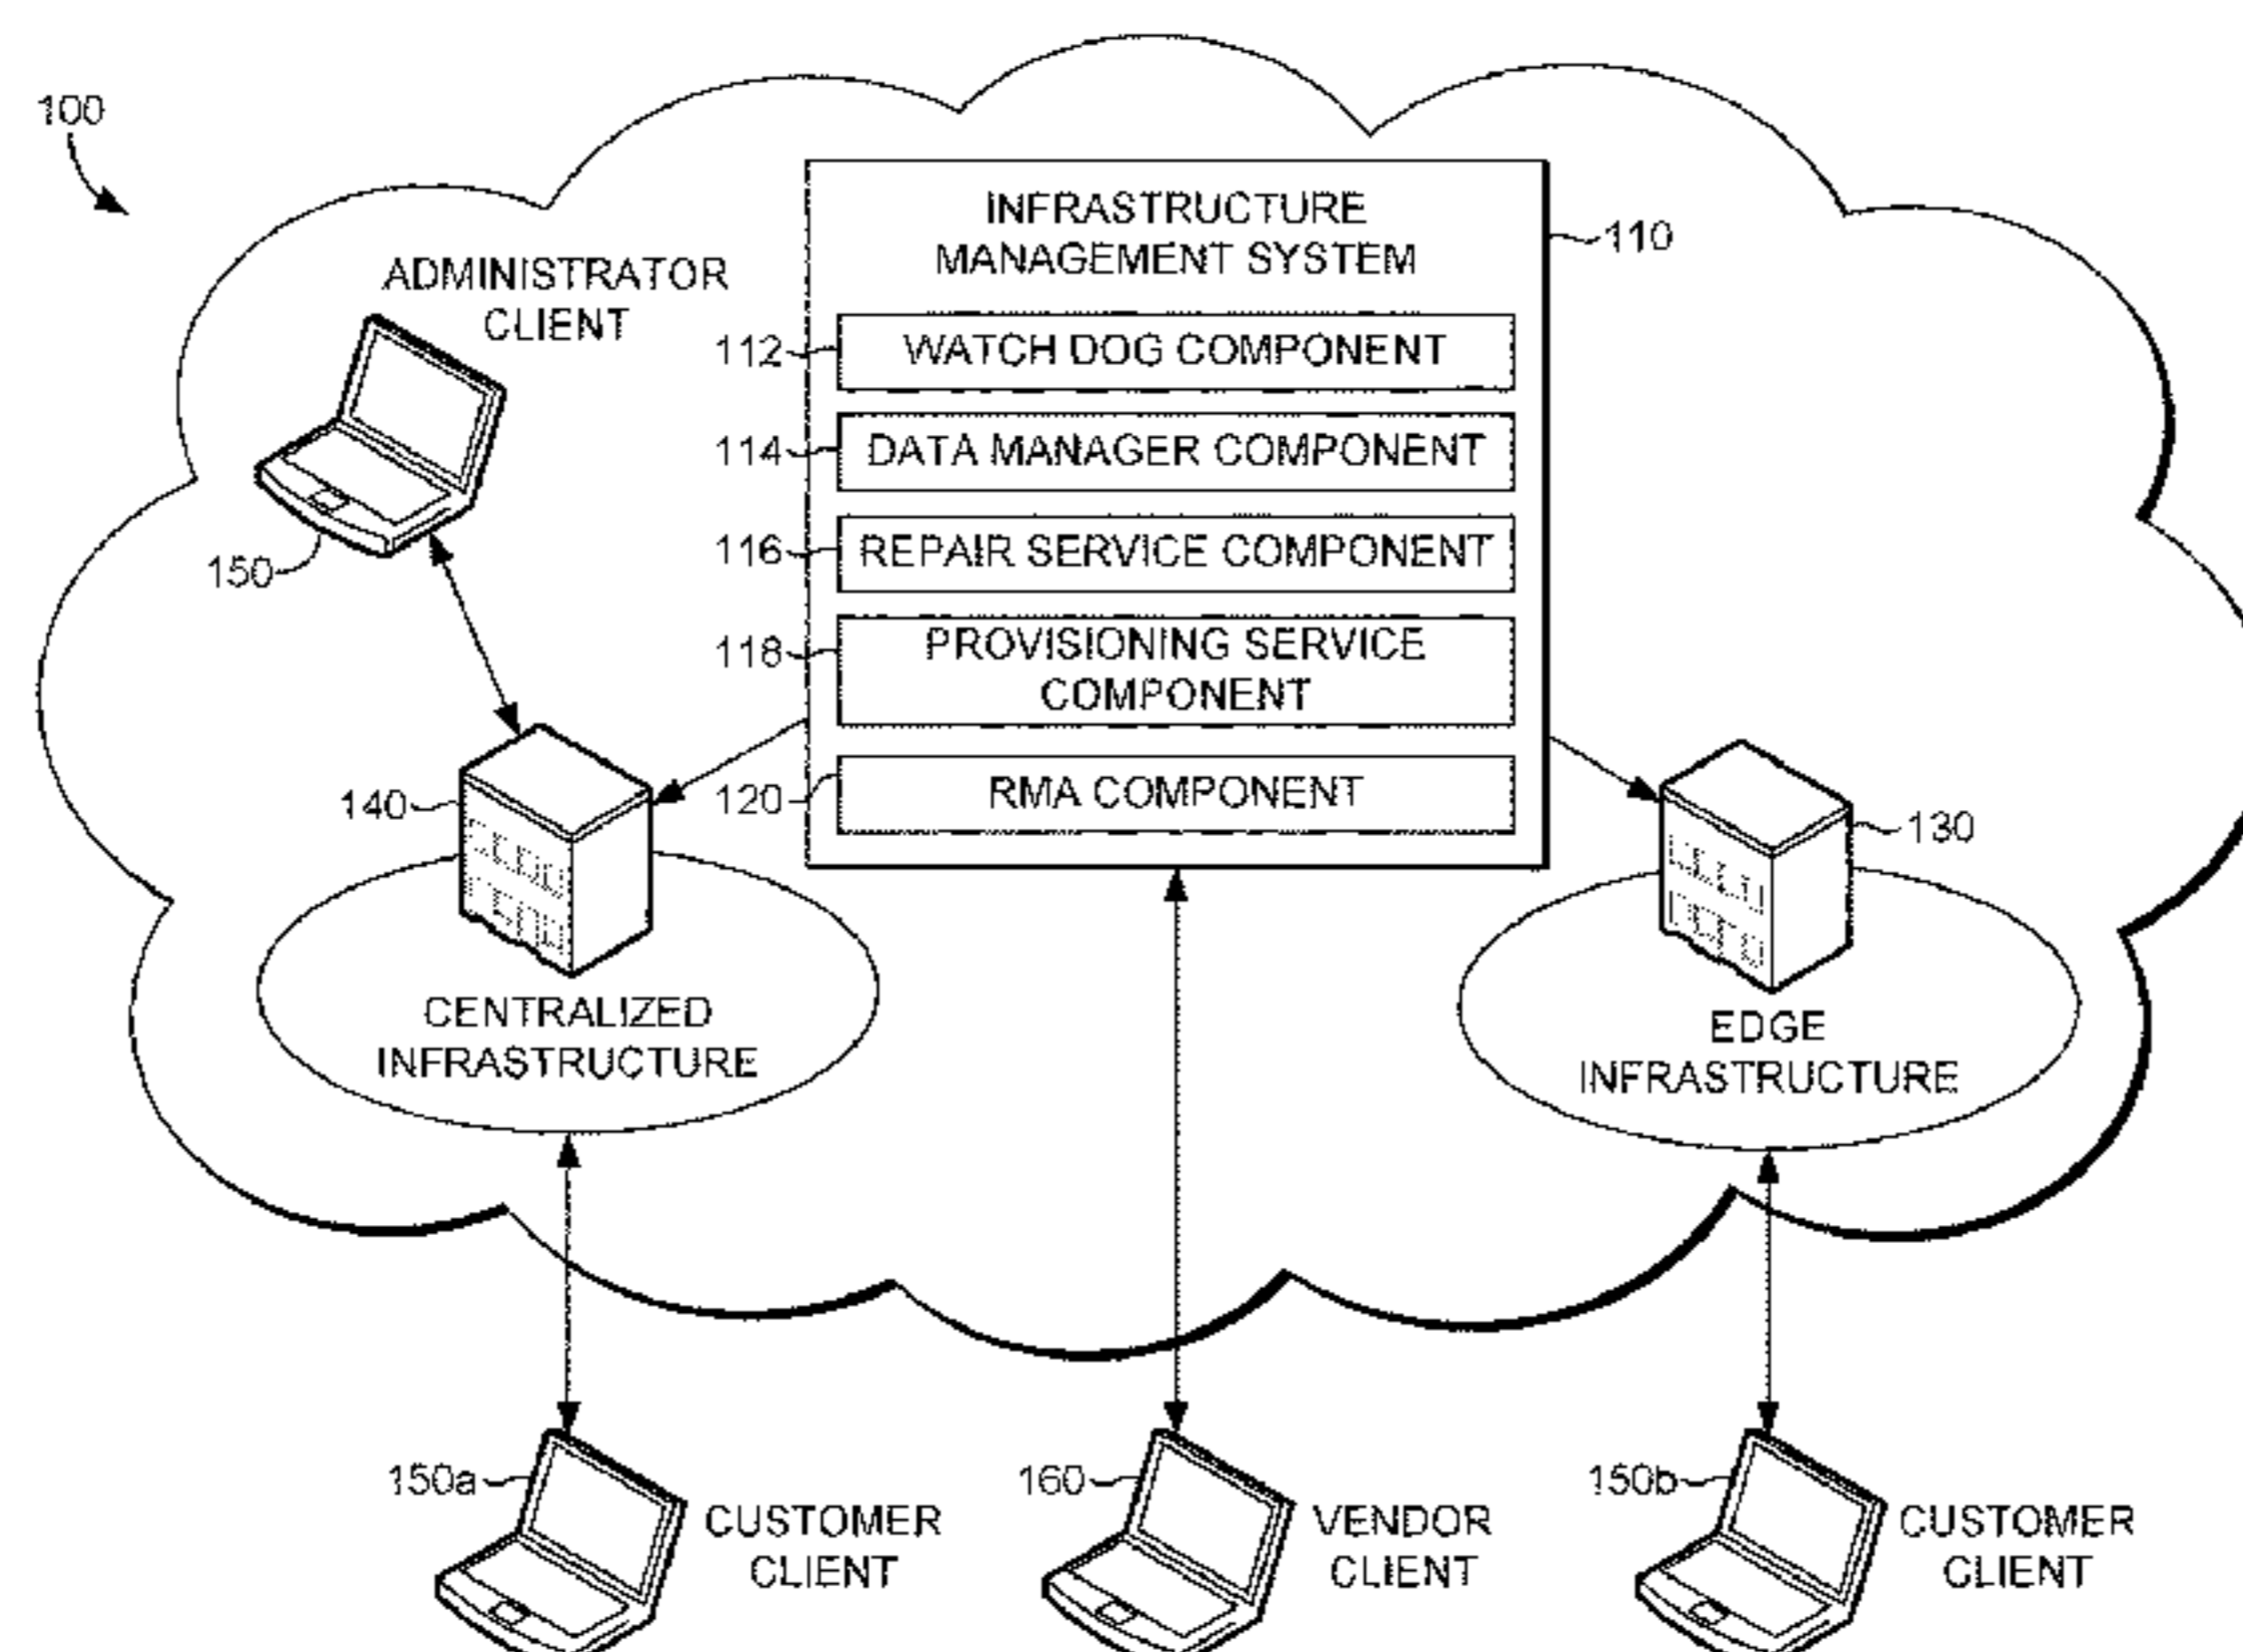 100
INFRASTRUCTURE
MANAGEMENT SYSTEM
110
ADMINISTRATOR
CLIENT
112
WATCH DOG COMPONENT
114
DATA MANAGER COMPONENT
150
116
REPAIR SERVICE COMPONENT
118
PROVISIONING SERVICE
COMPONENT
140
120
RMA COMPONENT
130
CENTRALIZED
INFRASTRUCTURE
EDGE
INFRASTRUCTURE
150a
CUSTOMER
CLIENT
160
VENDOR
CLIENT
150b
CUSTOMER
CLIENT